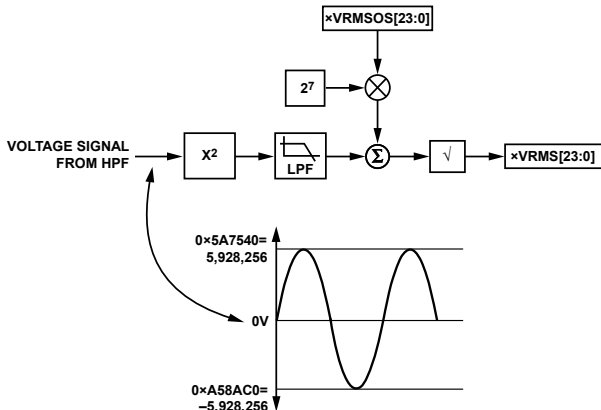 ×VRMSOS[23:0]
2⁷
VOLTAGE SIGNAL
FROM HPF
X²
LPF
Σ
√
×VRMS[23:0]
0×5A7540=
5,928,256
0V
0×A58AC0=
–5,928,256